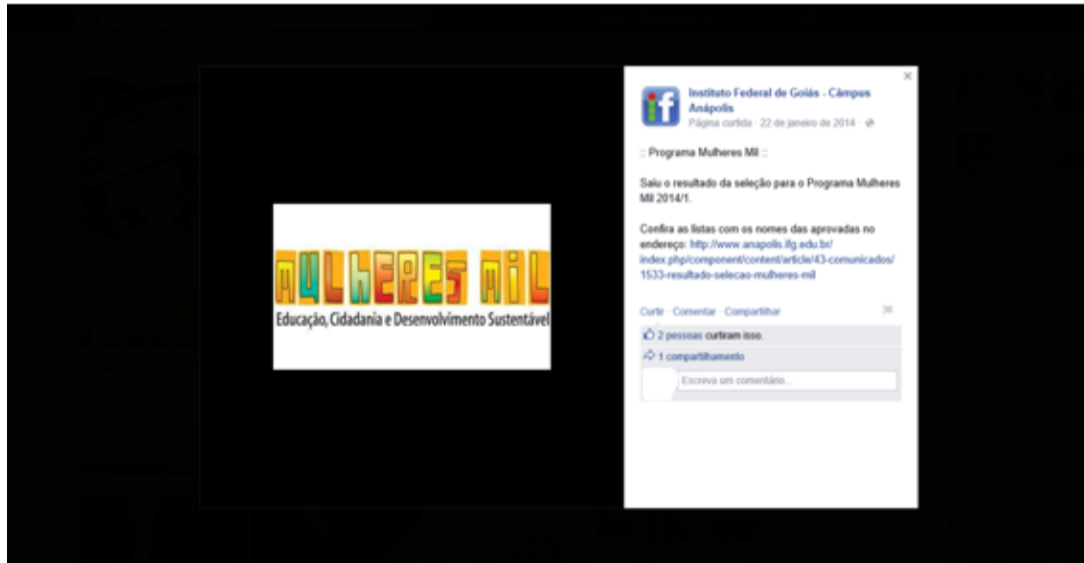 MULHERES MIL
Educação, Cidadania e Desenvolvimento Sustentável
Instituto Federal de Goiás - Câmpus
Anápolis
Página curtida · 22 de janeiro de 2014 ·
:: Programa Mulheres Mil ::
Saiu o resultado da seleção para o Programa Mulheres
Mil 2014/1.
Confira as listas com os nomes das aprovadas no
endereço: http://www.anapolis.ifg.edu.br/
index.php/component/content/article/43-comunicados/
1533-resultado-selecao-mulheres-mil
Curtir · Comentar · Compartilhar
2 pessoas curtiram isso.
1 compartilhamento
Escreva um comentário...